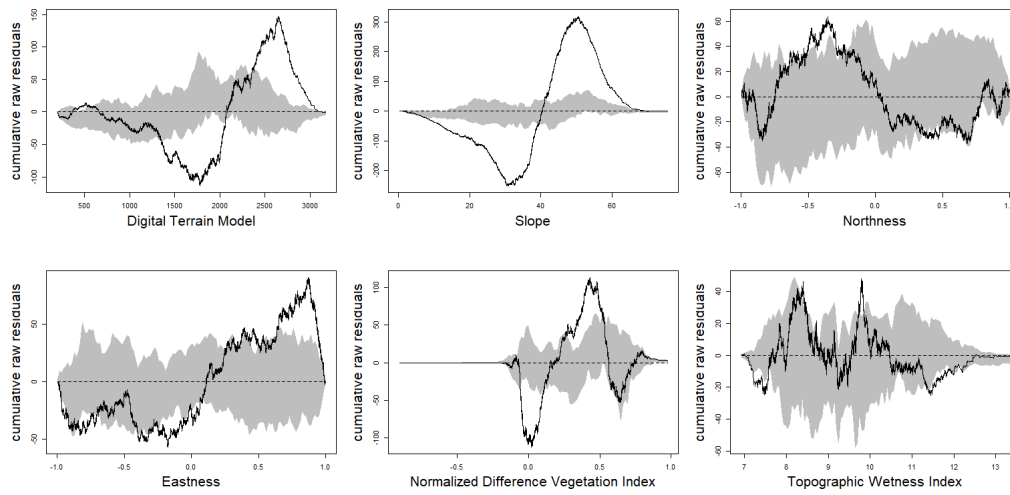 cumulative raw residuals
150
100
50
0
-50
-100
500 1000 1500 2000 2500 3000
Digital Terrain Model
cumulative raw residuals
300
200
100
0
-100
-200
0 20 40 60
Slope
cumulative raw residuals
60
40
20
0
-20
-40
-60
-1.0 -0.5 0.0 0.5 1.0
Northness
cumulative raw residuals
50
0
-50
-1.0 -0.5 0.0 0.5 1.0
Eastness
cumulative raw residuals
100
50
0
-50
-100
-0.5 0.0 0.5 1.0
Normalized Difference Vegetation Index
cumulative raw residuals
40
20
0
-20
-40
7 8 9 10 11 12 13
Topographic Wetness Index